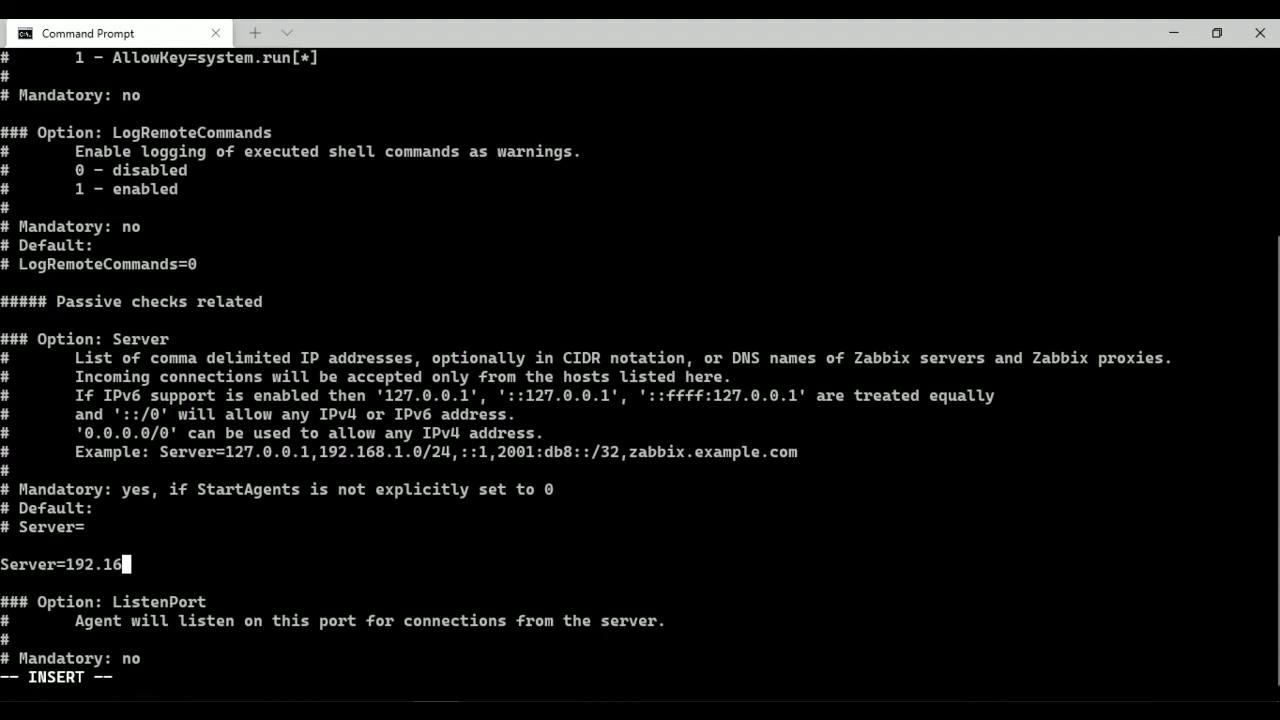 Command Prompt
#       1 - AllowKey=system.run[*]
#
# Mandatory: no

### Option: LogRemoteCommands
#       Enable logging of executed shell commands as warnings.
#       0 - disabled
#       1 - enabled
#
# Mandatory: no
# Default:
# LogRemoteCommands=0

##### Passive checks related

### Option: Server
#       List of comma delimited IP addresses, optionally in CIDR notation, or DNS names of Zabbix servers and Zabbix proxies.
#       Incoming connections will be accepted only from the hosts listed here.
#       If IPv6 support is enabled then '127.0.0.1', '::127.0.0.1', '::ffff:127.0.0.1' are treated equally
#       and '::/0' will allow any IPv4 or IPv6 address.
#       '0.0.0.0/0' can be used to allow any IPv4 address.
#       Example: Server=127.0.0.1,192.168.1.0/24,::1,2001:db8::/32,zabbix.example.com
#
# Mandatory: yes, if StartAgents is not explicitly set to 0
# Default:
# Server=

Server=192.16

### Option: ListenPort
#       Agent will listen on this port for connections from the server.
#
# Mandatory: no
-- INSERT --